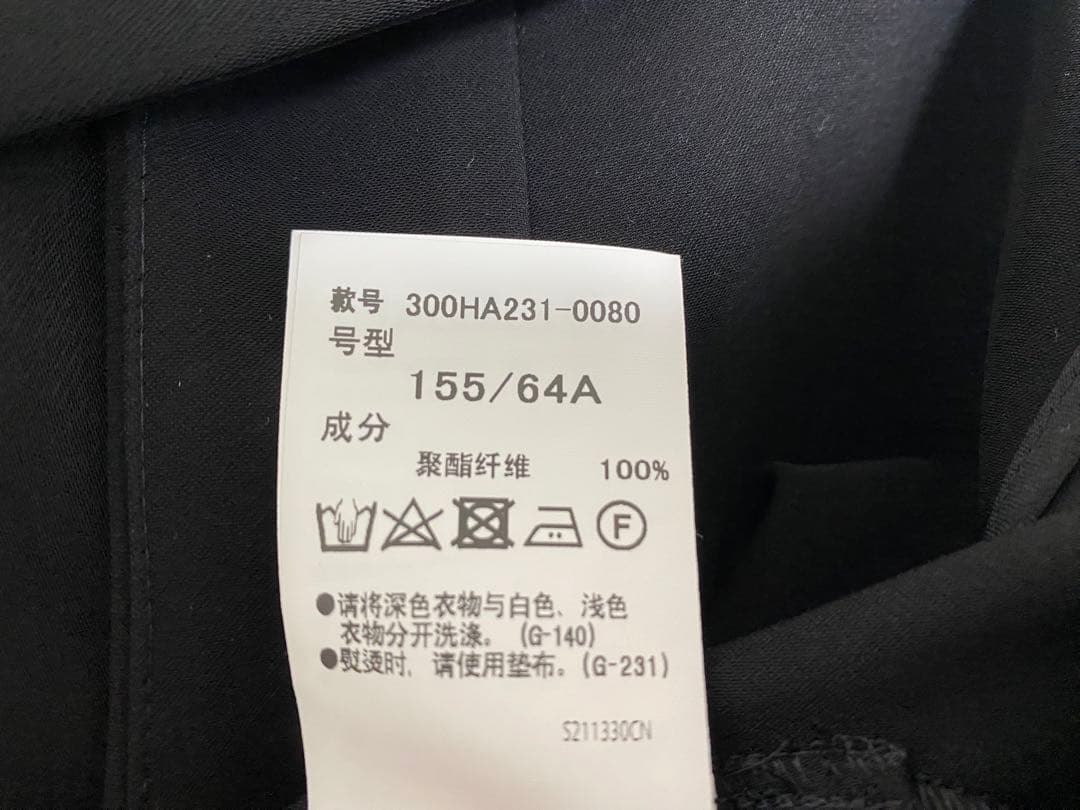 款号 300HA231-0080
号型
155/64A
成分
聚酯纤维 100%
F
●请将深色衣物与白色、浅色
衣物分开洗涤。(G-140)
●熨烫时,请使用垫布。(G-231)
S211330CN